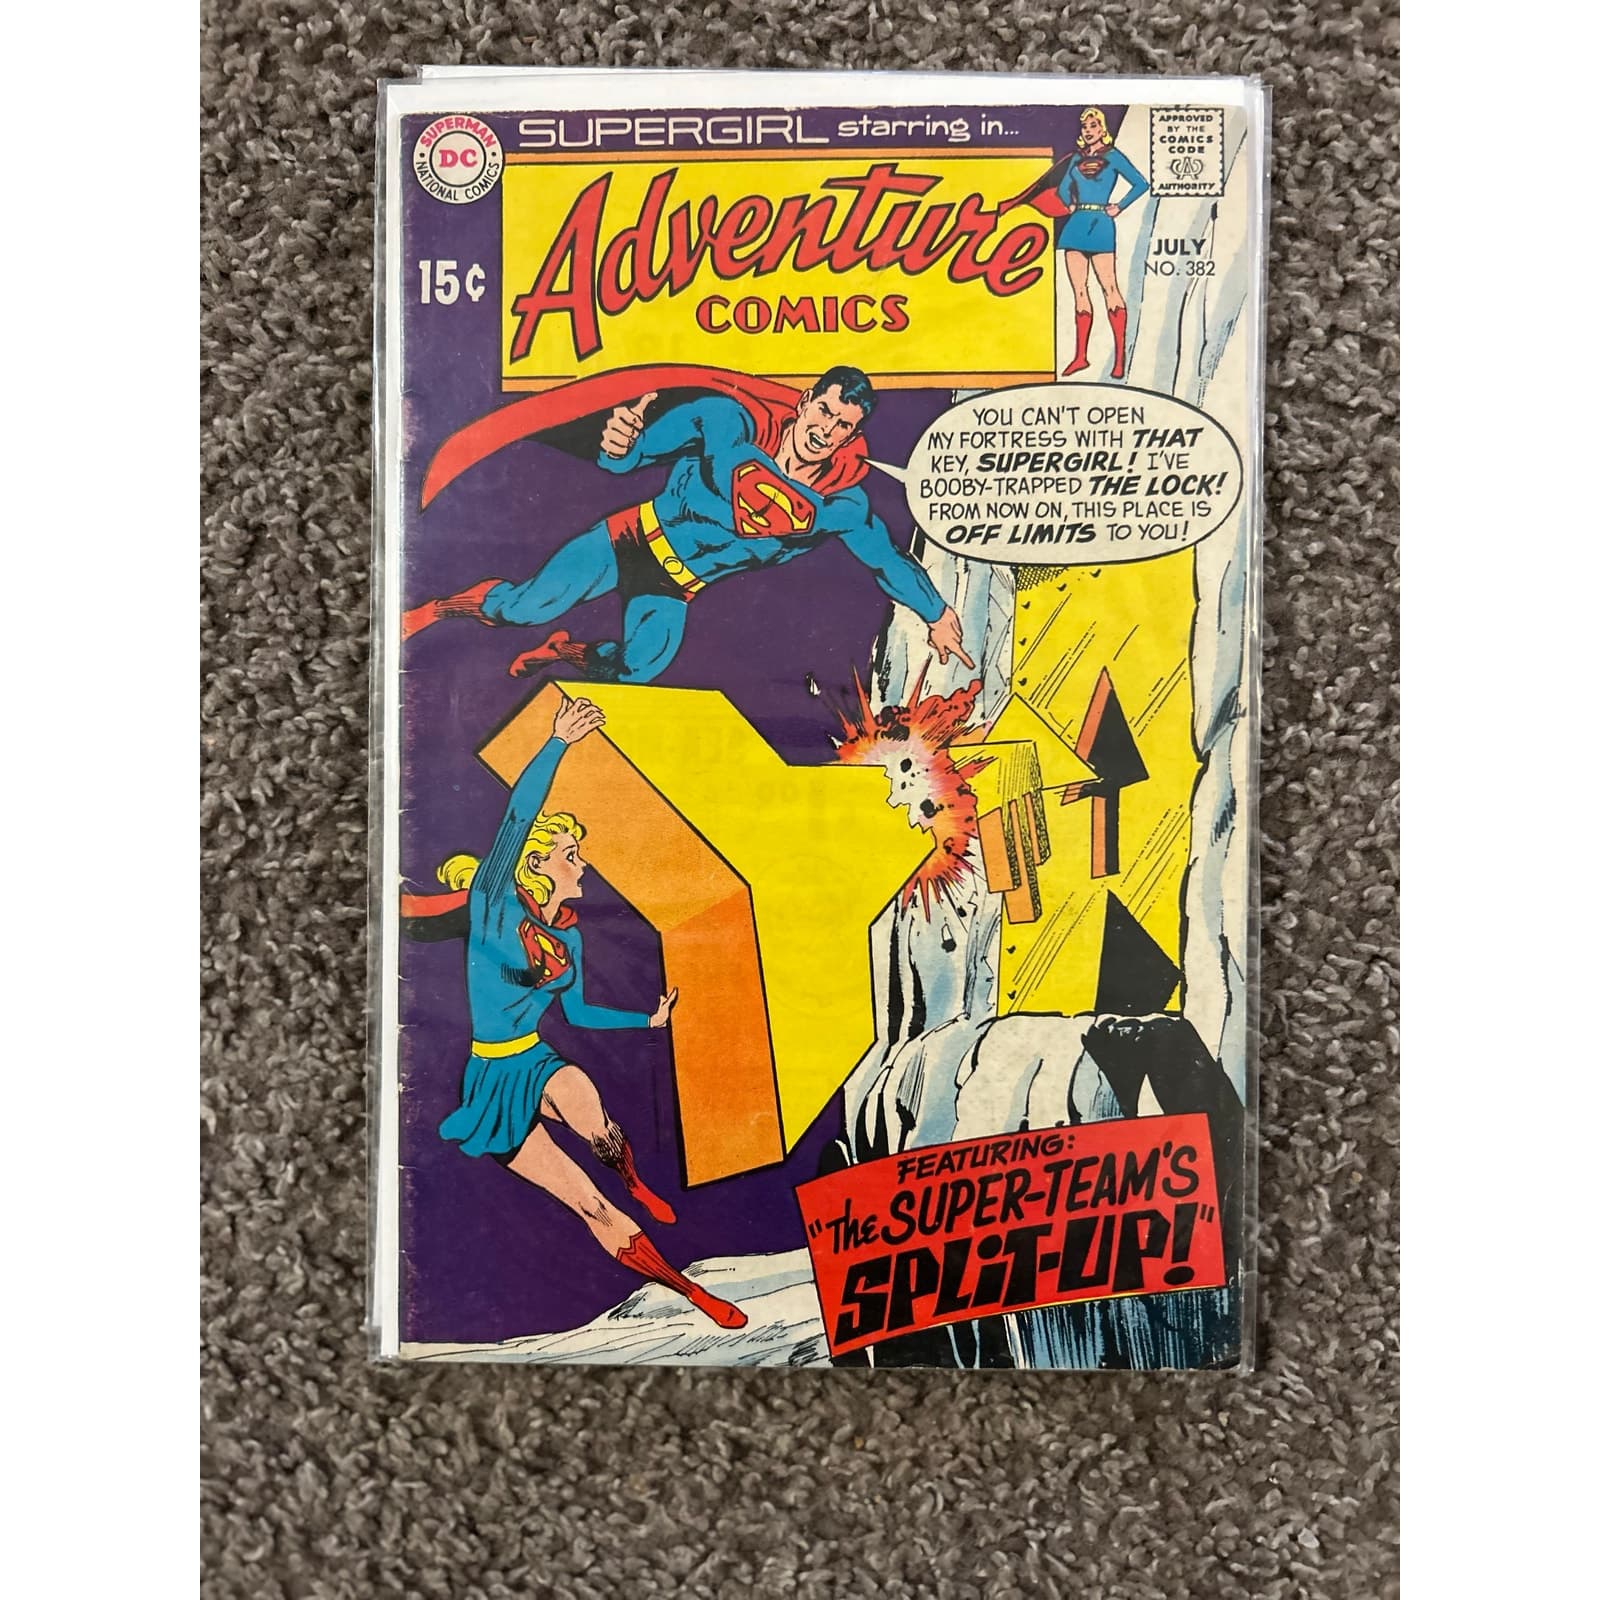 SUPERMAN
DC
NATIONAL COMICS
SUPERGIRL starring in...
APPROVED
BY THE
COMICS
CODE
CA
AUTHORITY
Adventure
COMICS
15¢
JULY
NO. 382
YOU CAN'T OPEN
MY FORTRESS WITH THAT
KEY, SUPERGIRL! I'VE
BOOBY-TRAPPED THE LOCK!
FROM NOW ON, THIS PLACE IS
OFF LIMITS TO YOU!
FEATURING:
"The SUPER-TEAM'S
SPLiT-UP!"